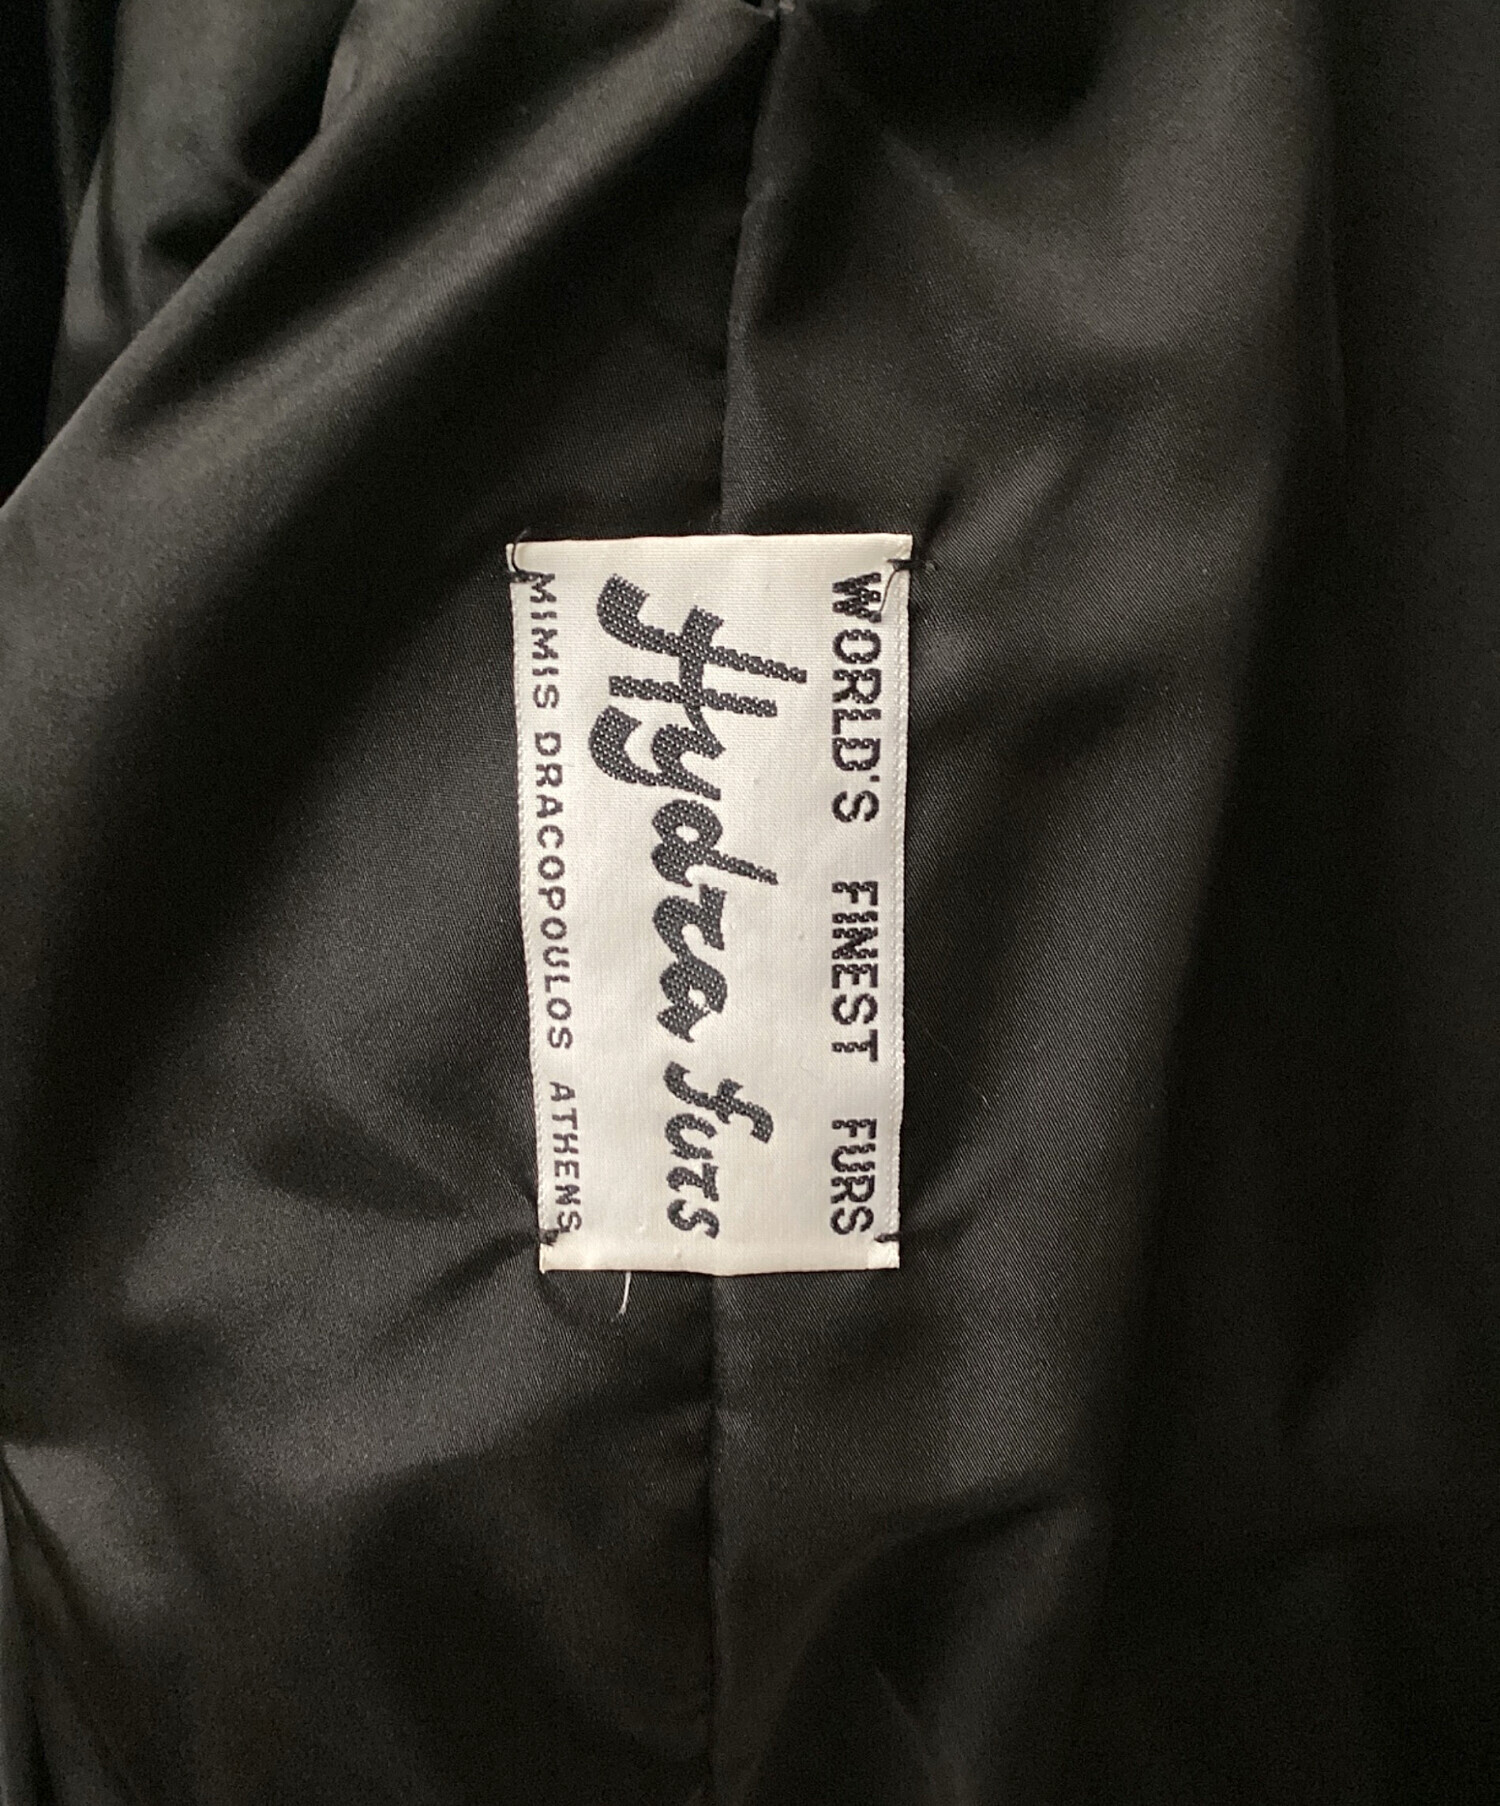 WORLD'S FINEST FURS
Hydra furs
MIMIS DRACOPOULOS ATHENS